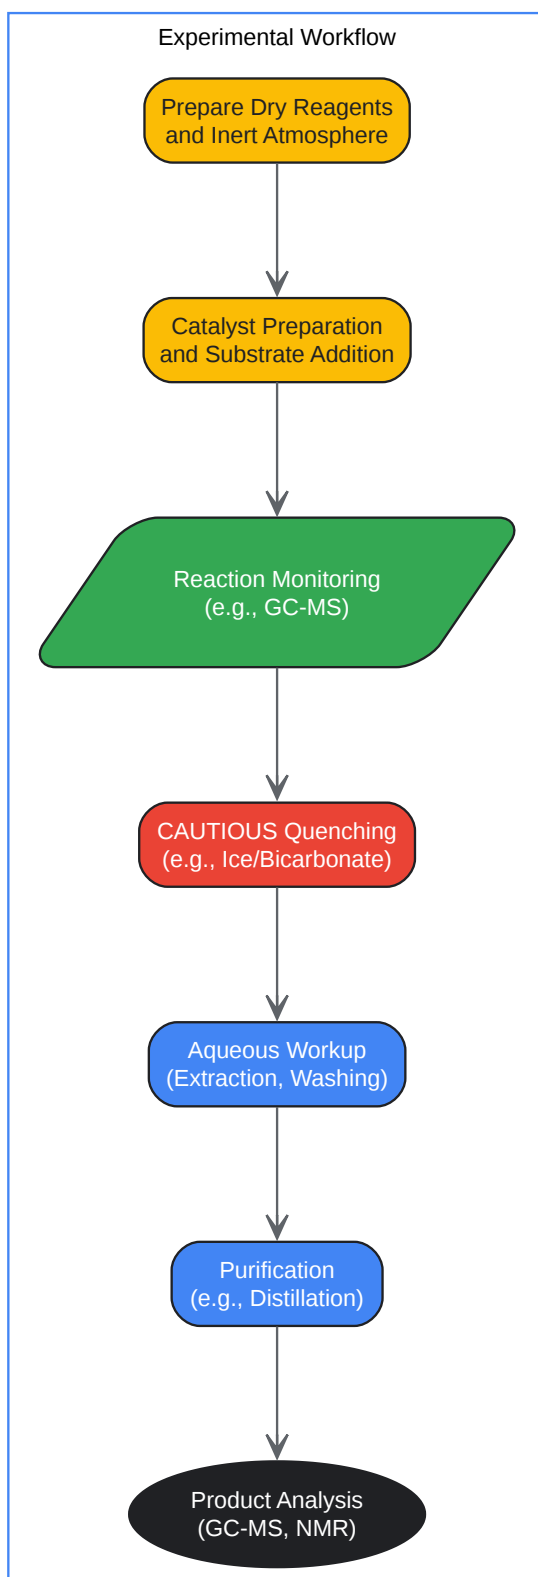 Experimental Workflow
Prepare Dry Reagents
and Inert Atmosphere
Catalyst Preparation
and Substrate Addition
Reaction Monitoring
(e.g., GC-MS)
CAUTIOUS Quenching
(e.g., Ice/Bicarbonate)
Aqueous Workup
(Extraction, Washing)
Purification
(e.g., Distillation)
Product Analysis
(GC-MS, NMR)